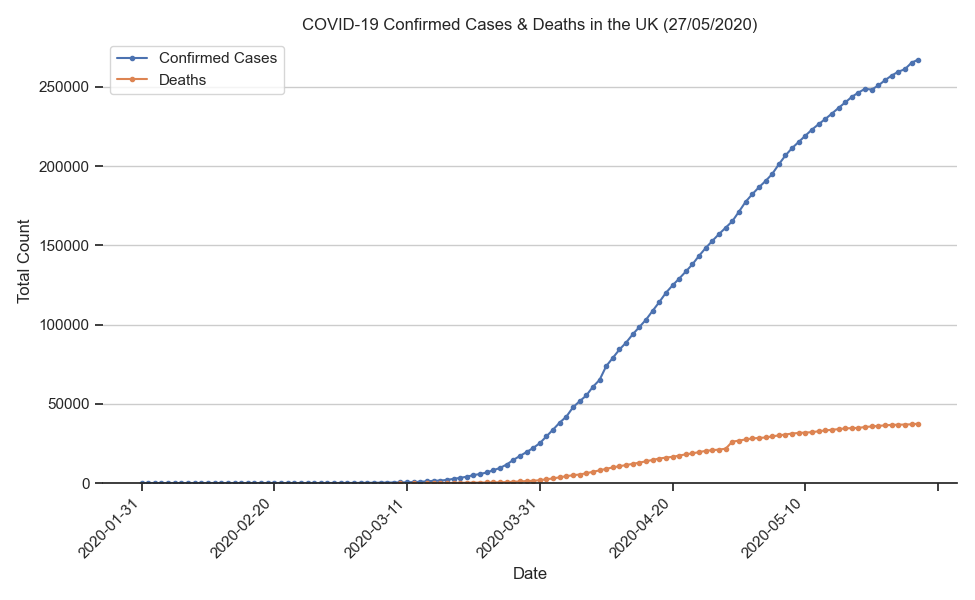 COVID-19 Confirmed Cases & Deaths in the UK (27/05/2020)
Confirmed Cases
Deaths
250000
200000
150000
100000
50000
0
Total Count
2020-01-31
2020-02-20
2020-03-11
2020-03-31
2020-04-20
2020-05-10
Date